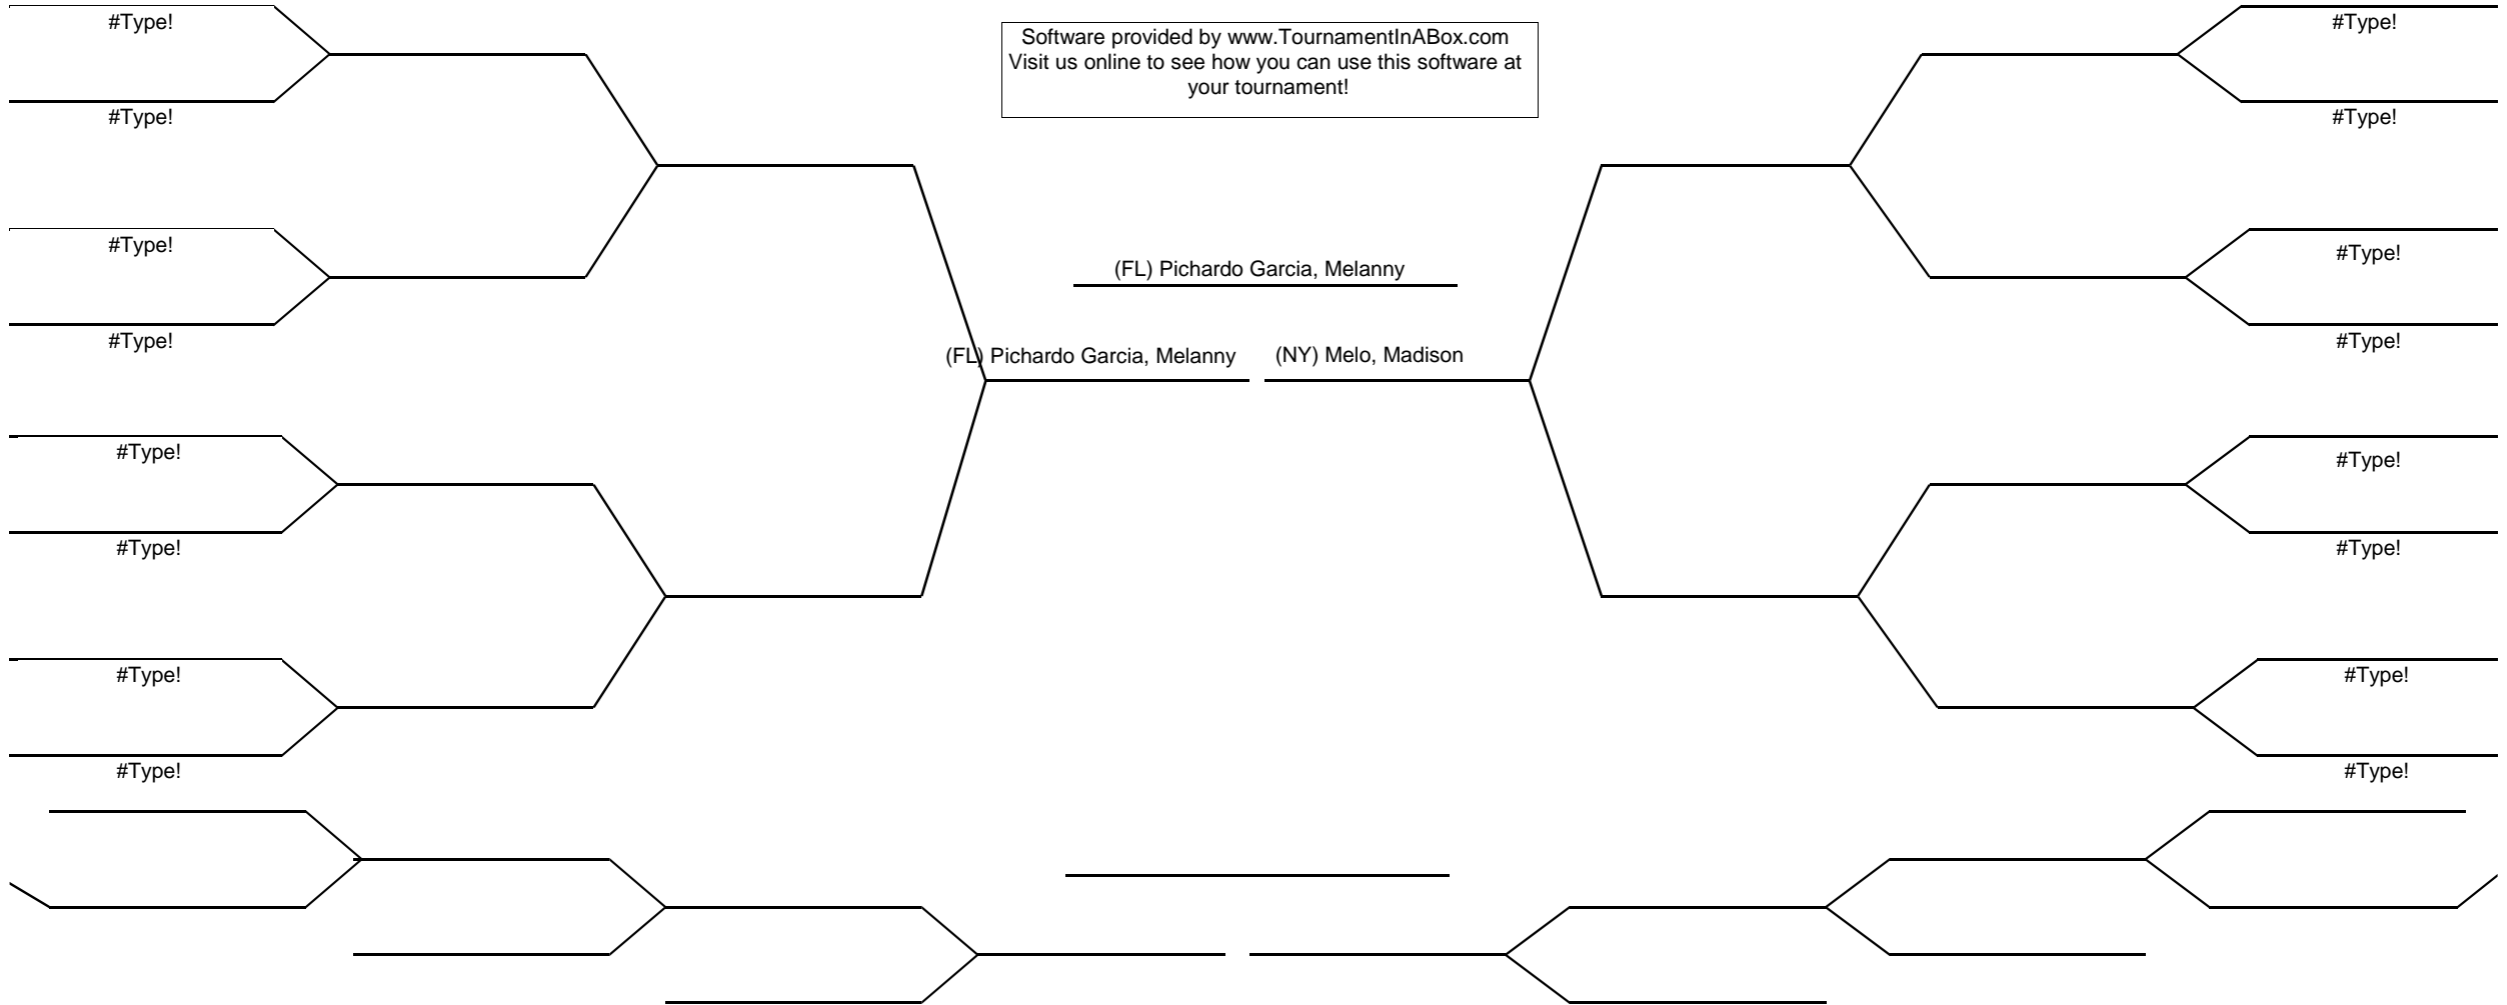 #Type!
#Type!
Software provided by www.TournamentInABox.com
Visit us online to see how you can use this software at
your tournament!
#Type!
#Type!
#Type!
#Type!
(FL) Pichardo Garcia, Melanny
#Type!
#Type!
(FL) Pichardo Garcia, Melanny
(NY) Melo, Madison
#Type!
#Type!
#Type!
#Type!
#Type!
#Type!
#Type!
#Type!